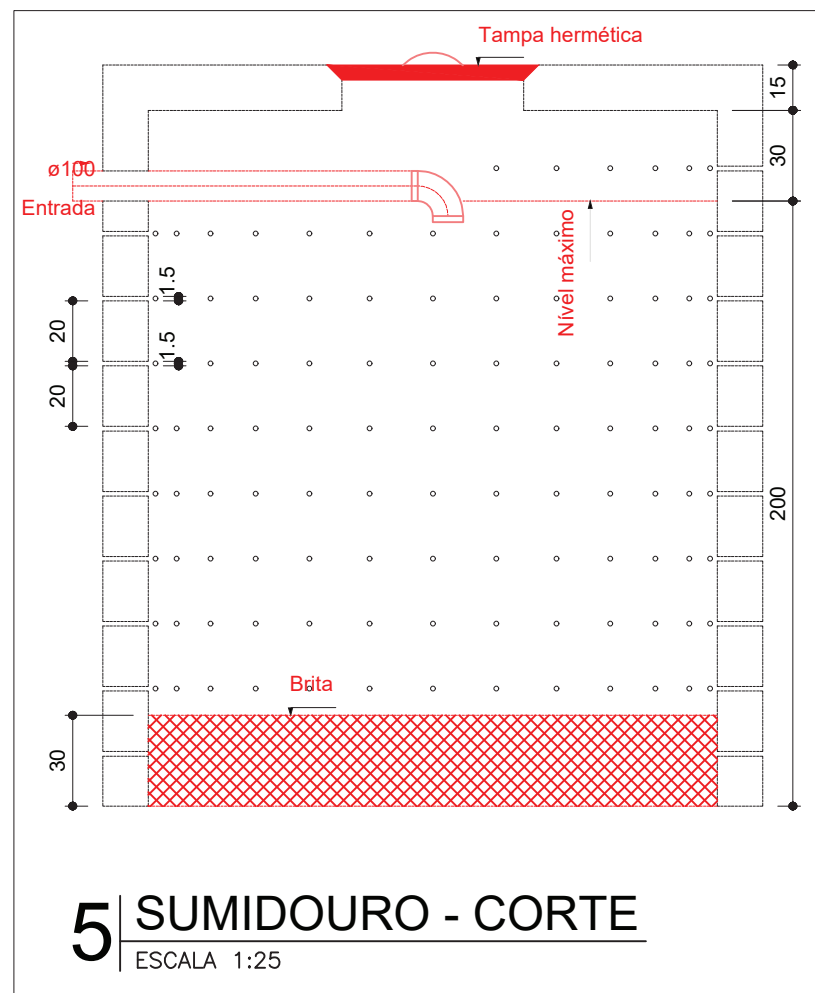 Tampa hermética
15
30
ø100
Entrada
Nível máximo
1.5
20
1.5
20
200
Brita
30
5
SUMIDOURO - CORTE
ESCALA 1:25